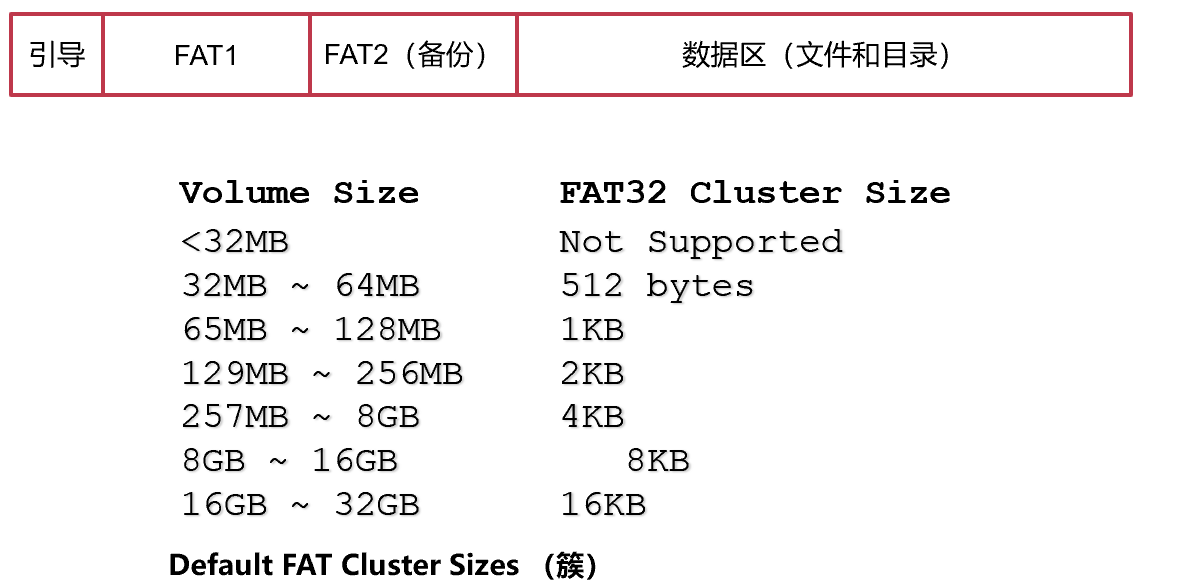 引导 FAT1 FAT2（备份） 数据区（文件和目录）
Volume Size FAT32 Cluster Size
<32MB Not Supported
32MB ~ 64MB 512 bytes
65MB ~ 128MB 1KB
129MB ~ 256MB 2KB
257MB ~ 8GB 4KB
8GB ~ 16GB 8KB
16GB ~ 32GB 16KB
Default FAT Cluster Sizes （簇）